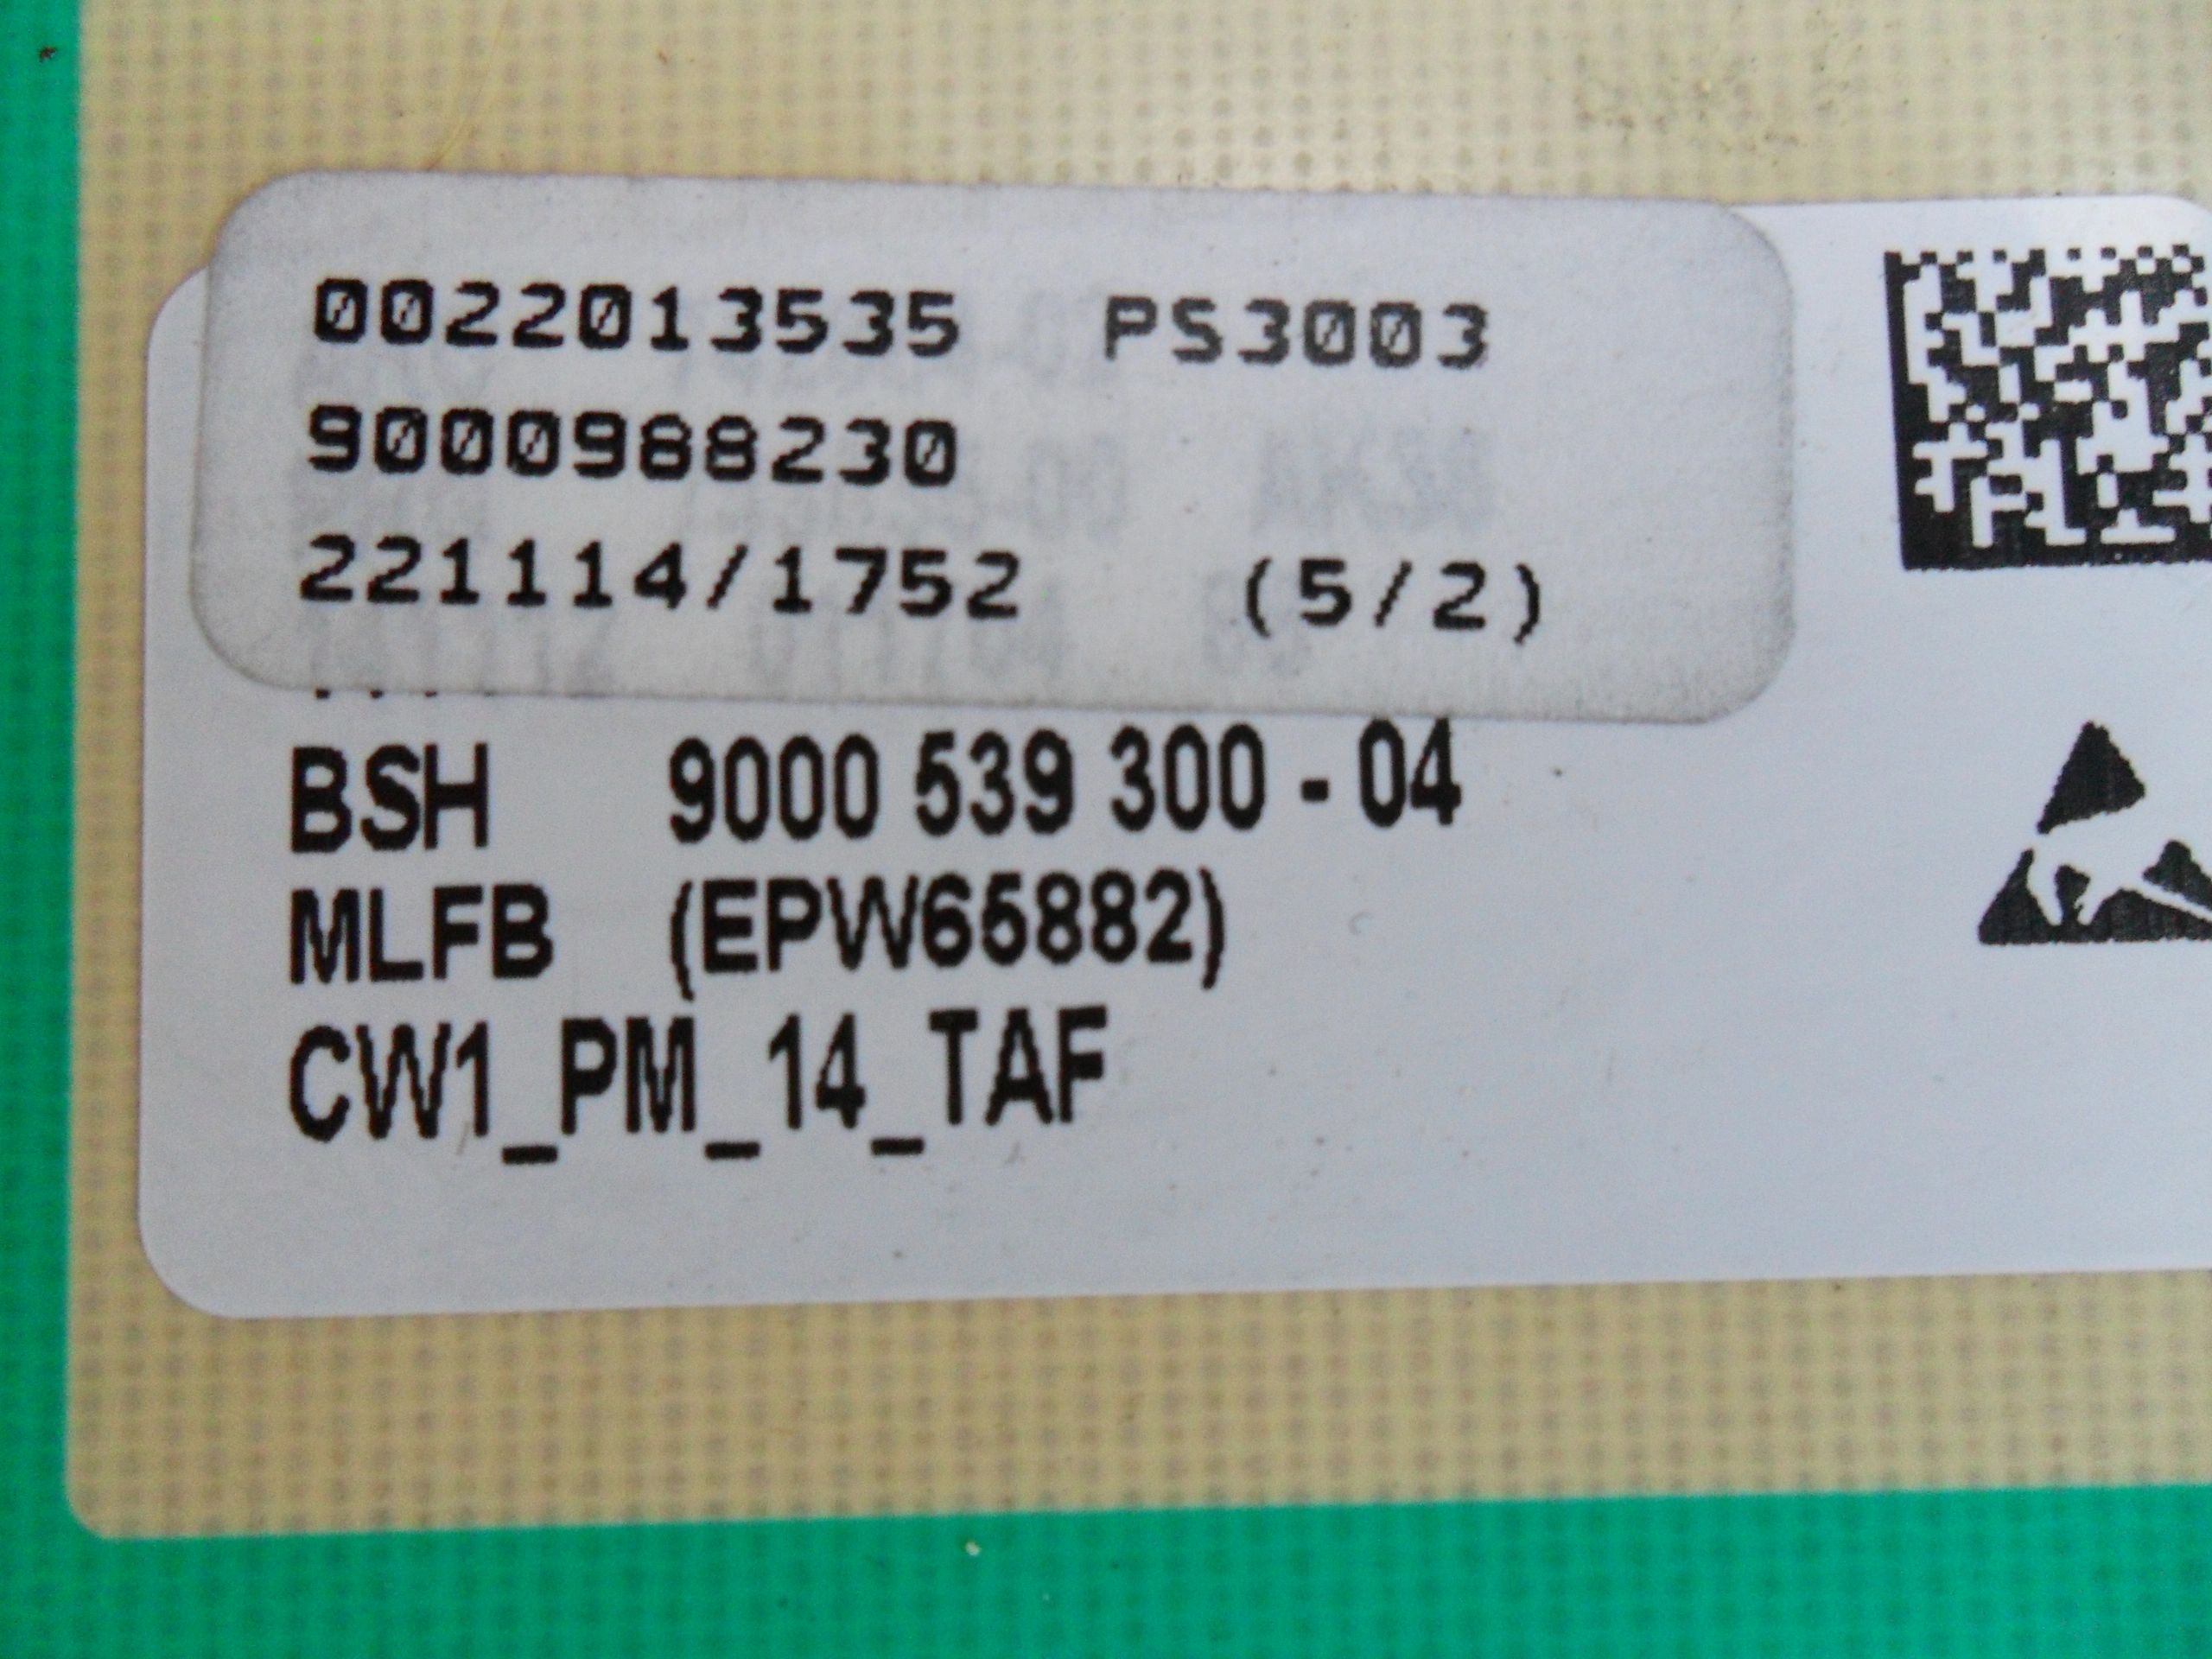 0022013535 PS3003
9000988230
221114/1752 (5/2)
BSH 9000 539 300 - 04
MLFB (EPW65882)
CW1_PM_14_TAF